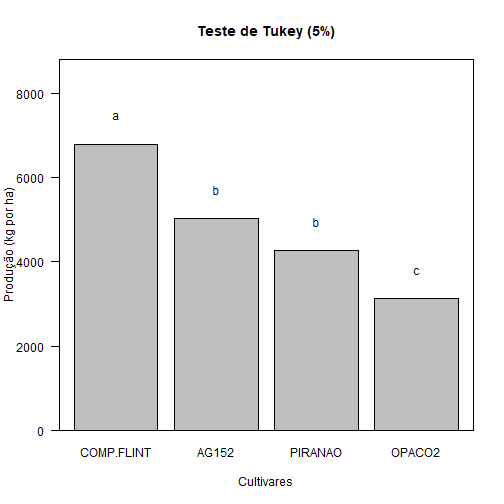 Teste de Tukey (5%)
Produção (kg por ha)
8000
6000
4000
2000
0
a
b
b
c
COMP.FLINT AG152 PIRANAO OPACO2
Cultivares